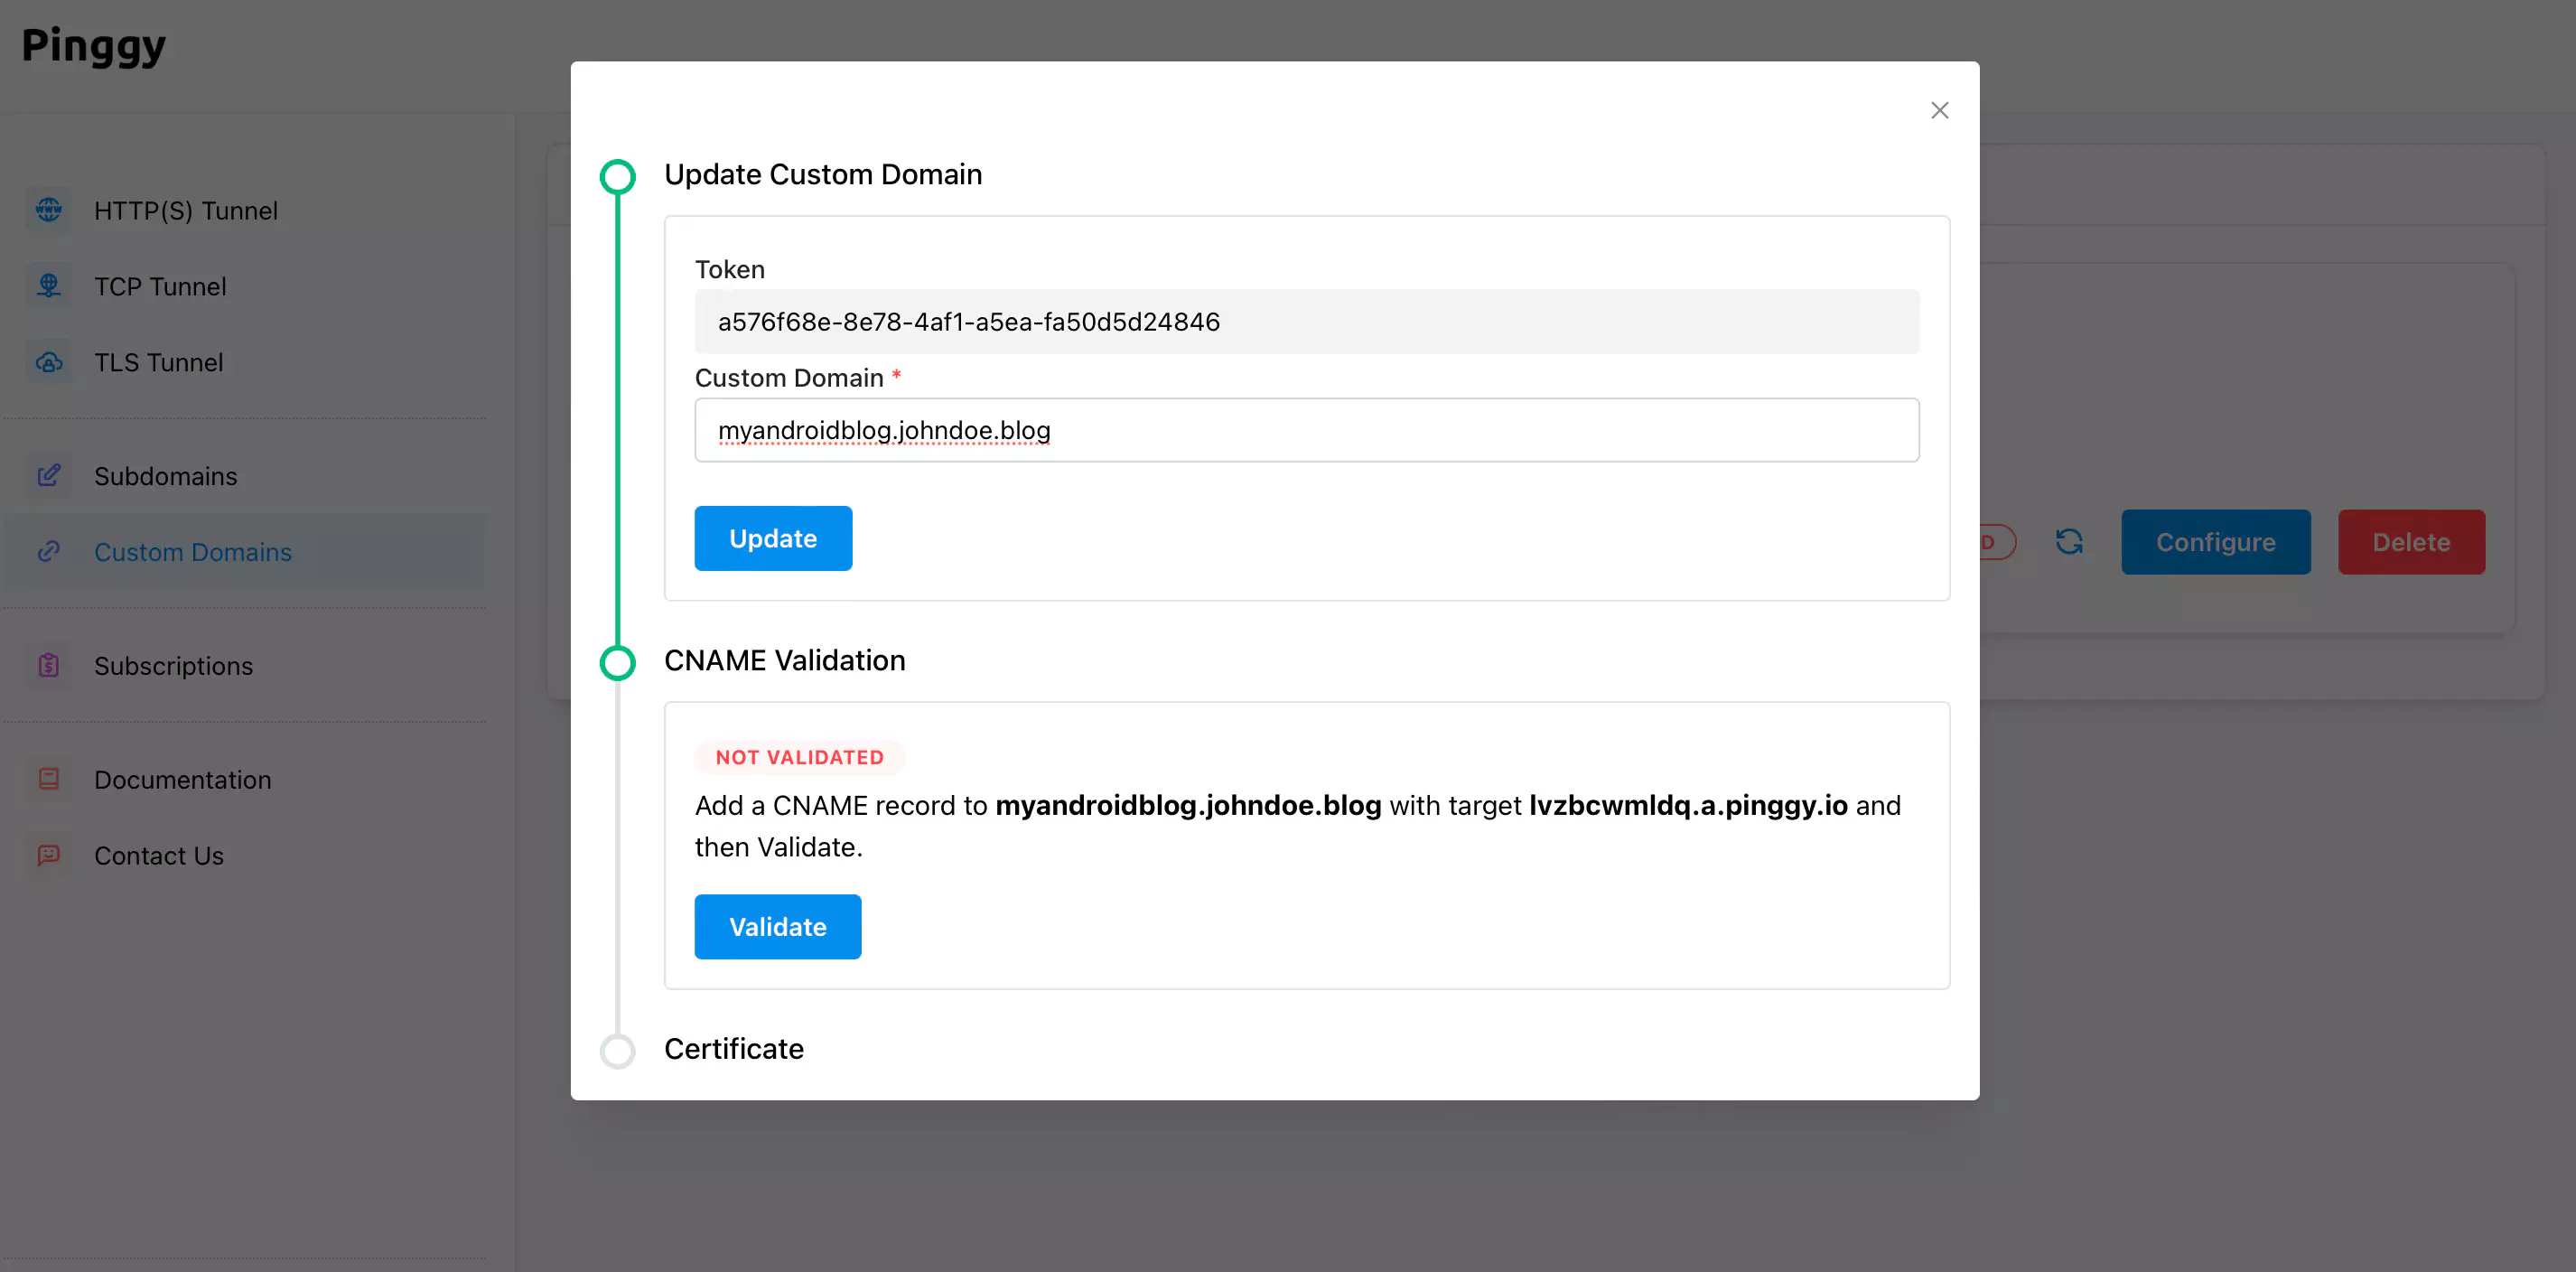 Pinggy
HTTP(S) Tunnel
TCP Tunnel
TLS Tunnel
Subdomains
Custom Domains
Subscriptions
Documentation
Contact Us
Update Custom Domain
Token
a576f68e-8e78-4af1-a5ea-fa50d5d24846
Custom Domain *
myandroidblog.johndoe.blog
Update
CNAME Validation
NOT VALIDATED
Add a CNAME record to myandroidblog.johndoe.blog with target lvzbcwmldq.a.pinggy.io and
then Validate.
Validate
Certificate
D
Configure
Delete